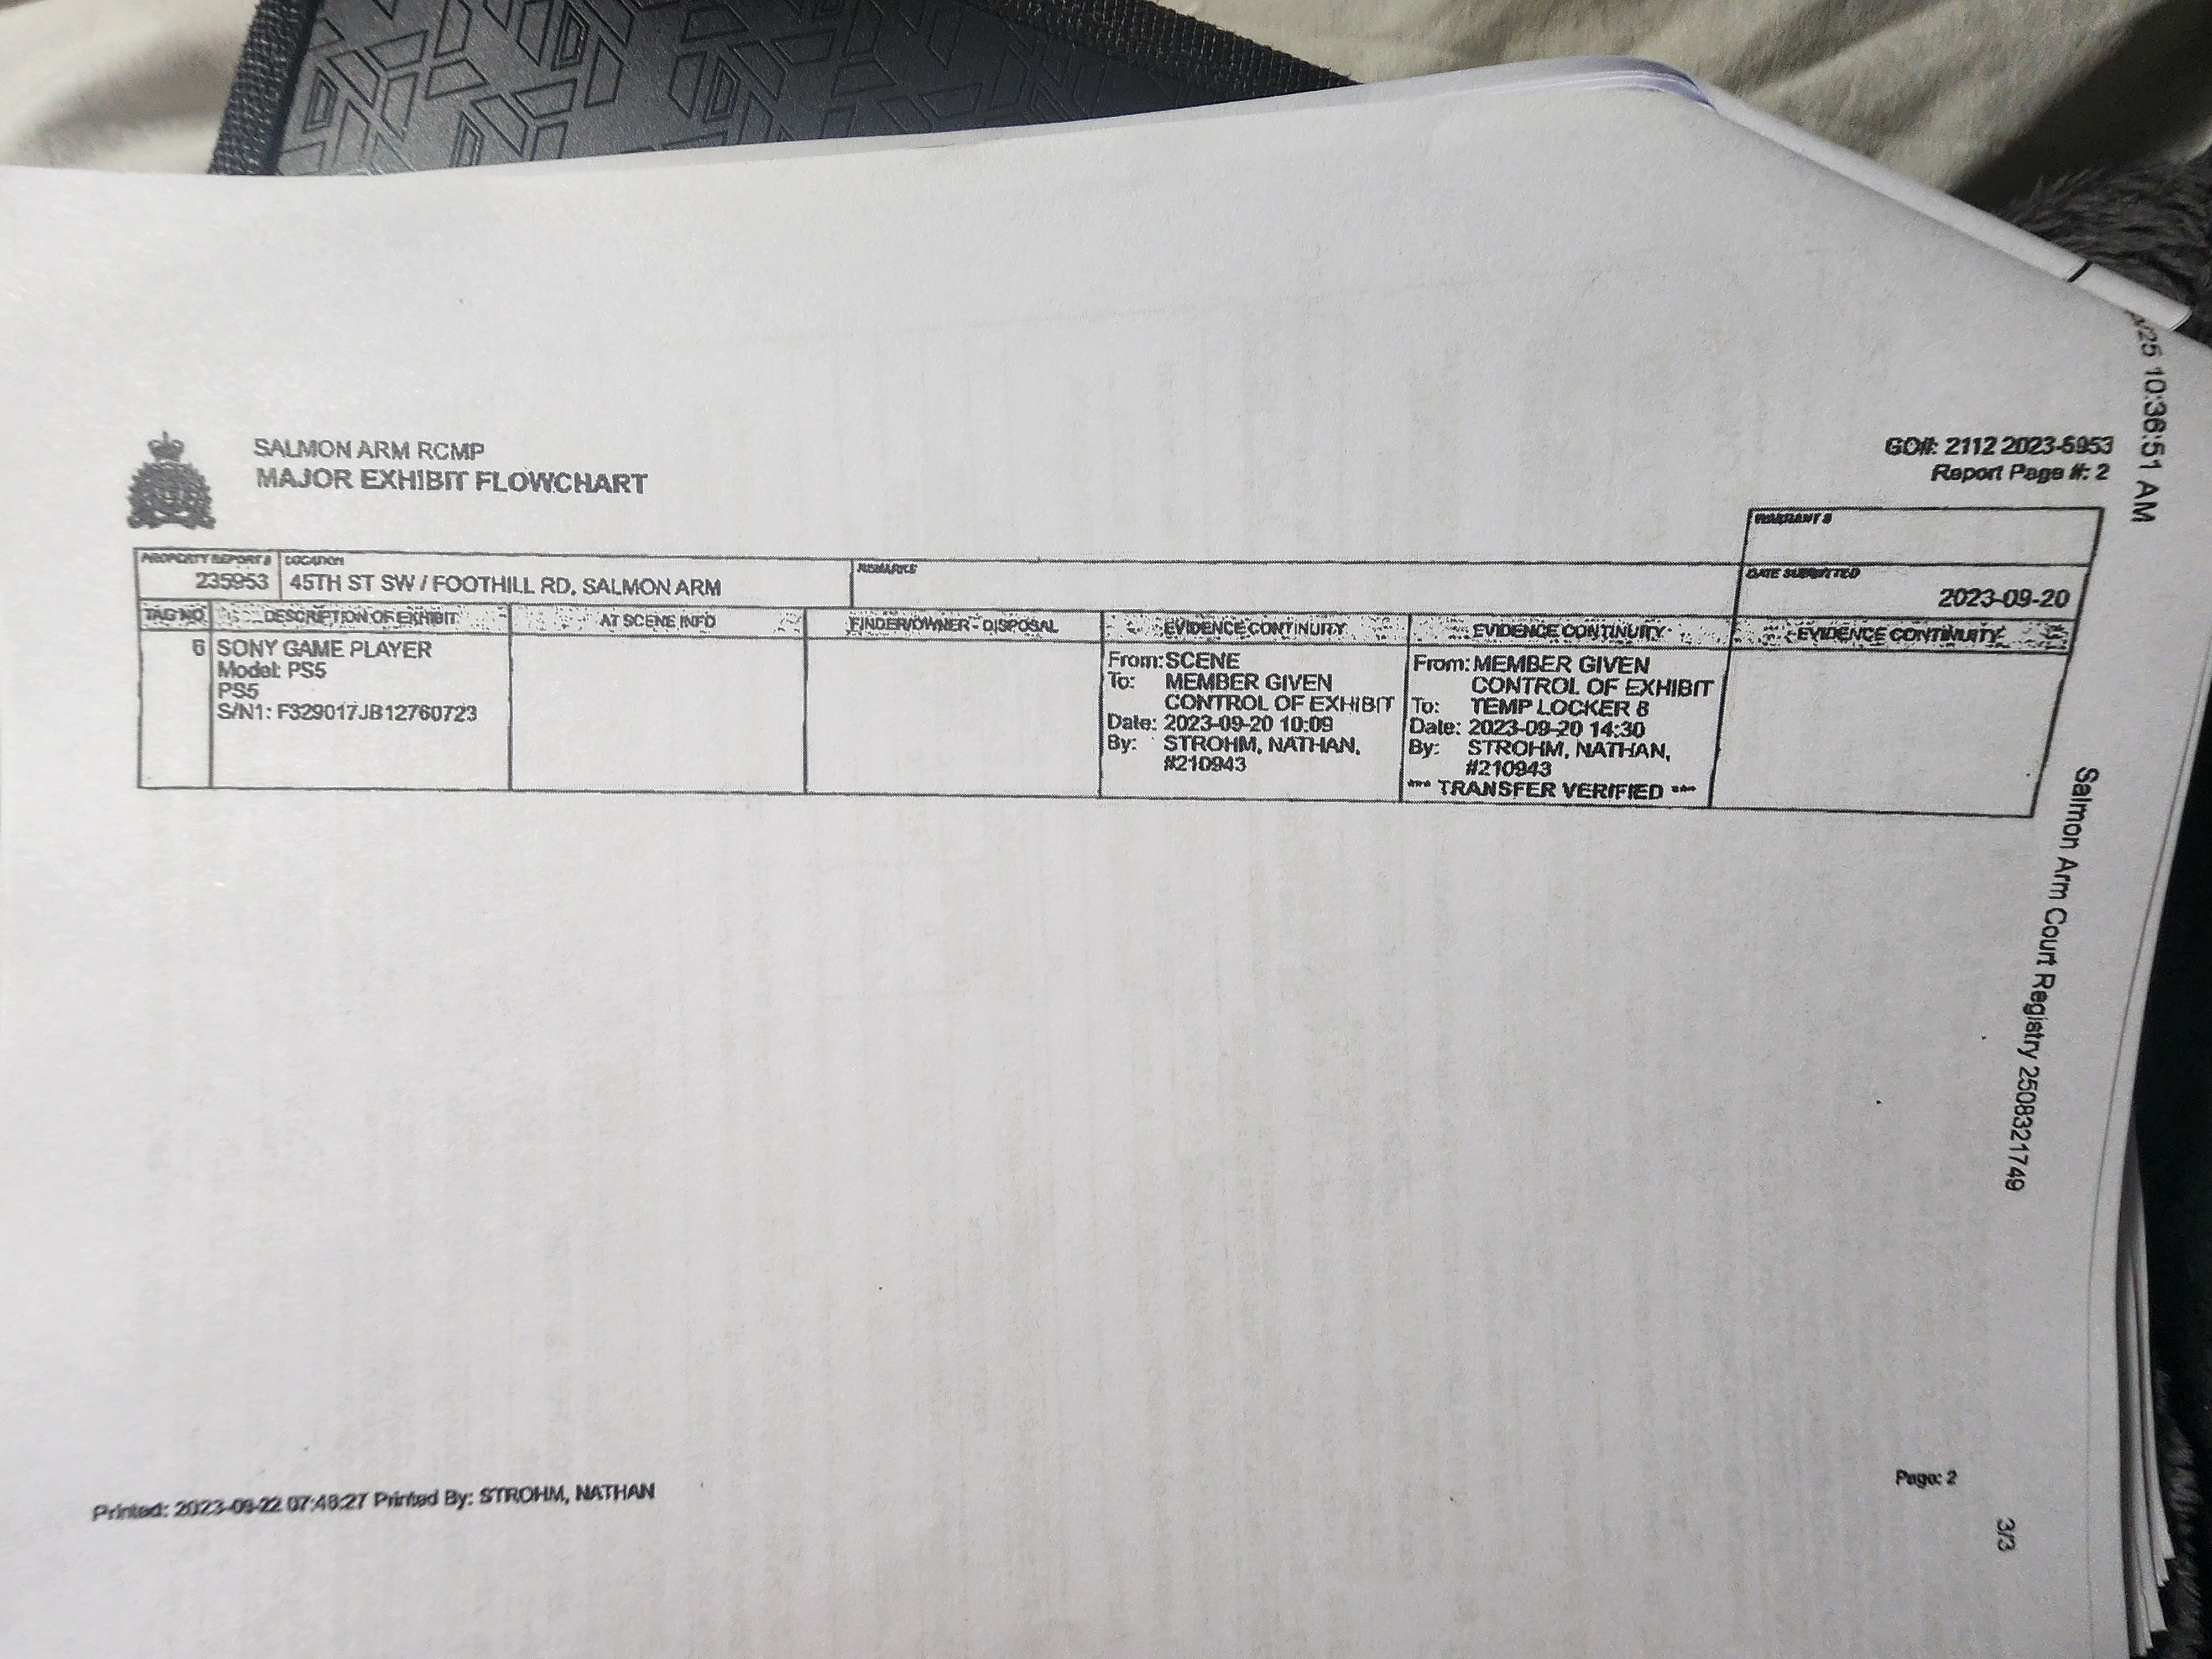 SALMON ARM RCMP
MAJOR EXHIBIT FLOWCHART
GO#: 2112 2023-5953
Report Page #: 2
WARRANT #
PROPERTY REPORT # LOCATION REMARKS DATE SUBMITTED
235953 45TH ST SW / FOOTHILL RD, SALMON ARM 2023-09-20
TAG NO. DESCRIPTION OF EXHIBIT AT SCENE INFO FINDER/OWNER - DISPOSAL EVIDENCE CONTINUITY EVIDENCE CONTINUITY EVIDENCE CONTINUITY
6 SONY GAME PLAYER
Model: PS5
PS5
S/N1: F329017JB12760723
From: SCENE
To: MEMBER GIVEN
CONTROL OF EXHIBIT
Date: 2023-09-20 10:09
By: STROHM, NATHAN,
#210943
From: MEMBER GIVEN
CONTROL OF EXHIBIT
To: TEMP LOCKER 8
Date: 2023-09-20 14:30
By: STROHM, NATHAN,
#210943
*** TRANSFER VERIFIED ***
Printed: 2023-09-22 07:48:27 Printed By: STROHM, NATHAN
Page: 2
/25 10:36:51 AM
Salmon Arm Court Registry 2508321749
3/3